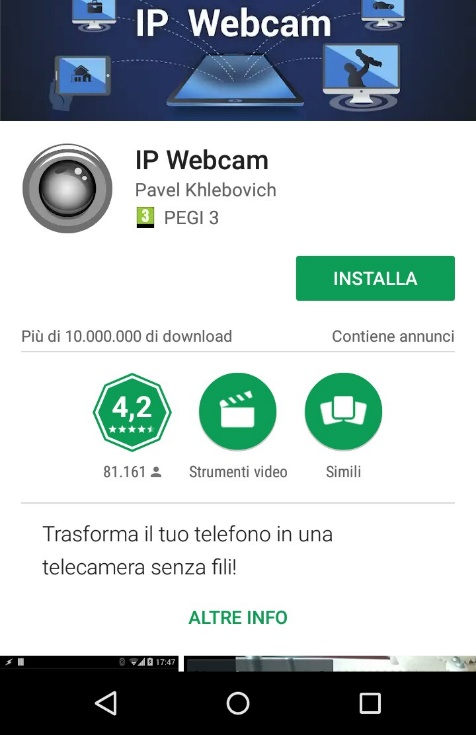 IP Webcam
IP Webcam
Pavel Khlebovich
3 PEGI 3
INSTALLA
Più di 10.000.000 di download
Contiene annunci
4,2
81.161
Strumenti video
Simili
Trasforma il tuo telefono in una
telecamera senza fili!
ALTRE INFO
17:47